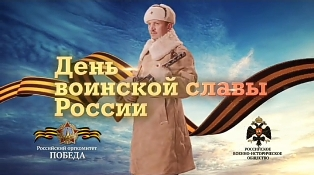 День
воинской славы
России
Российский оргкомитет
ПОБЕДА
РОССИЙСКОЕ
ВОЕННО-ИСТОРИЧЕСКОЕ
ОБЩЕСТВО